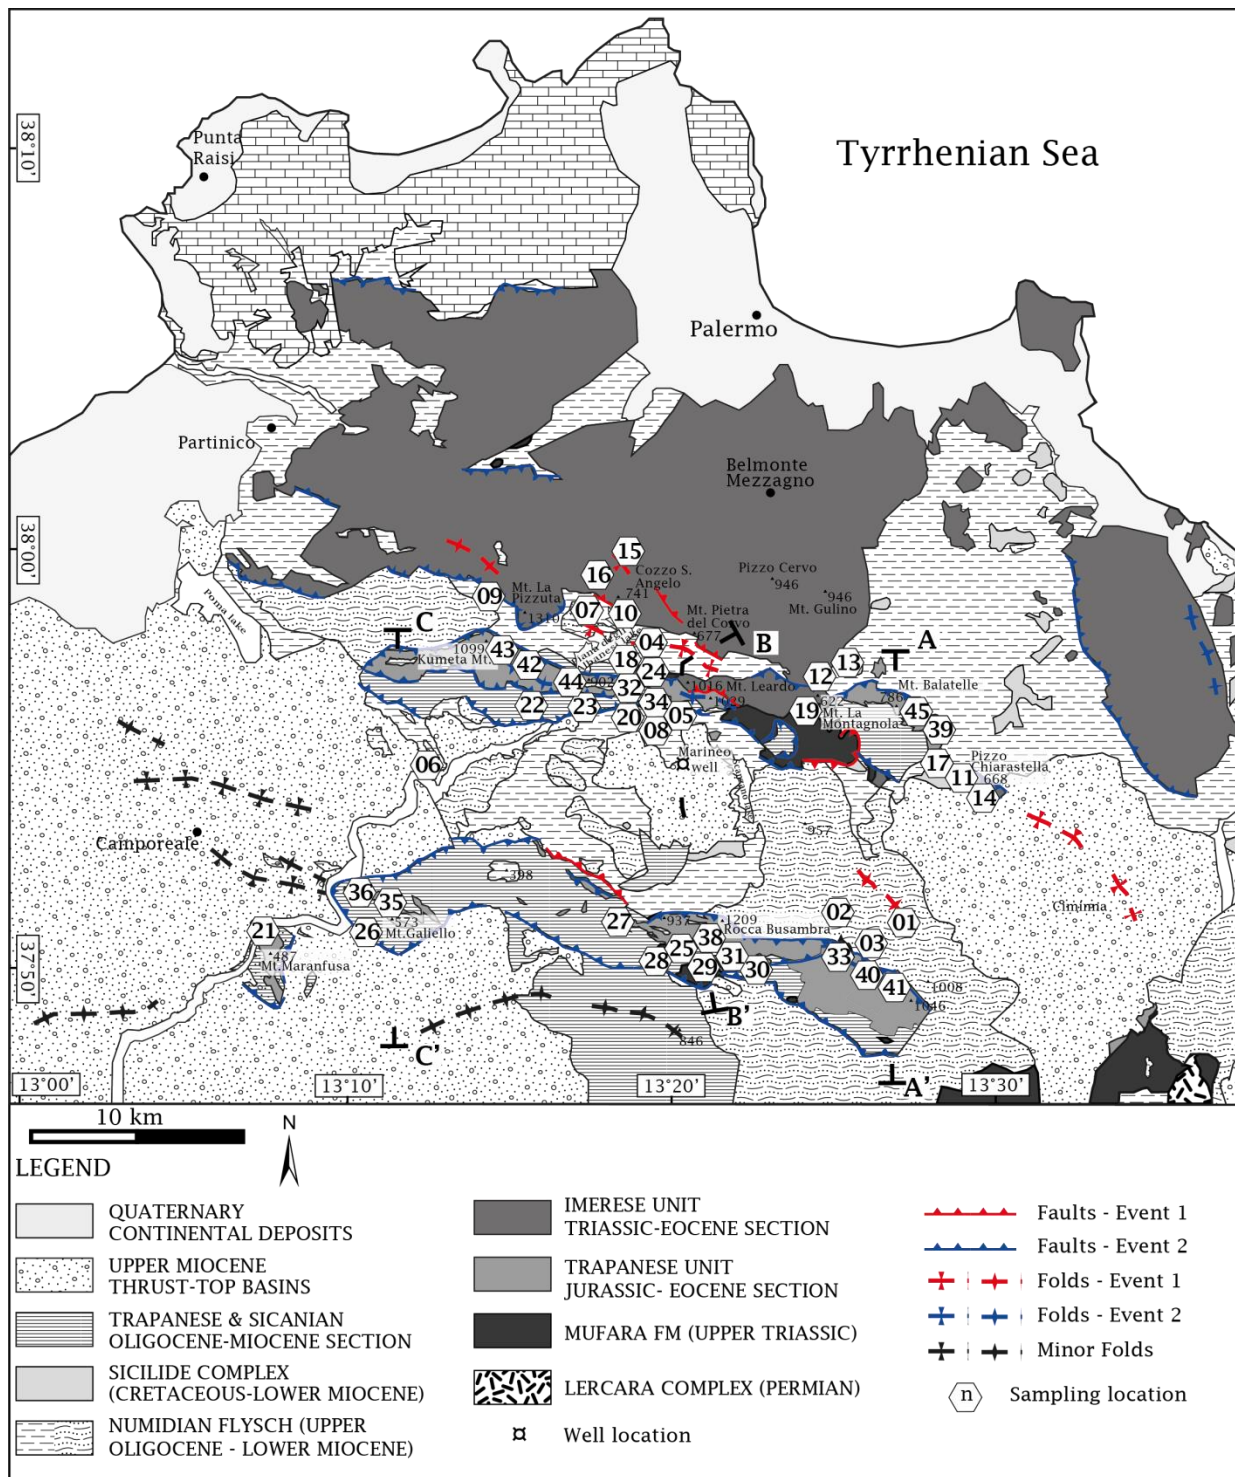 Tyrrhenian Sea
38°10'
Punta
Raisi
Palermo
Partinico
Belmonte
Mezzagno
38°00'
15
Cozzo S.
Angelo
16
741
Pizzo Cervo
946
946
Mt. Gulino
09
Mt. La
Pizzuta
1310
07
10
Mt. Pietra
del Corvo
677
Poma lake
C
B
A
04
1099
43
Kumeta Mt.
42
18
24
13
12
44
902
32
1016
Mt. Leardo
1029
Mt. Balatelle
786
22
23
34
20
05
08
19
622
Mt. La
Montagnola
45
39
06
Marineo
well
17
11
Pizzo
Chiarastella
668
14
957
Camporeale
398
36
35
573
Mt.Galiello
26
21
487
Mt.Maranfusa
27
937
1209
Rocca Busambra
02
01
Ciminna
38
25
28
31
29
30
33
03
40
41
1008
1046
37°50'
B'
846
C'
A'
13°00'
13°10'
13°20'
13°30'
10 km
N
LEGEND
QUATERNARY
CONTINENTAL DEPOSITS
UPPER MIOCENE
THRUST-TOP BASINS
TRAPANESE & SICANIAN
OLIGOCENE-MIOCENE SECTION
SICILIDE COMPLEX
(CRETACEOUS-LOWER MIOCENE)
NUMIDIAN FLYSCH (UPPER
OLIGOCENE - LOWER MIOCENE)
IMERESE UNIT
TRIASSIC-EOCENE SECTION
TRAPANESE UNIT
JURASSIC- EOCENE SECTION
MUFARA FM (UPPER TRIASSIC)
LERCARA COMPLEX (PERMIAN)
Well location
Faults - Event 1
Faults - Event 2
Folds - Event 1
Folds - Event 2
Minor Folds
n
Sampling location